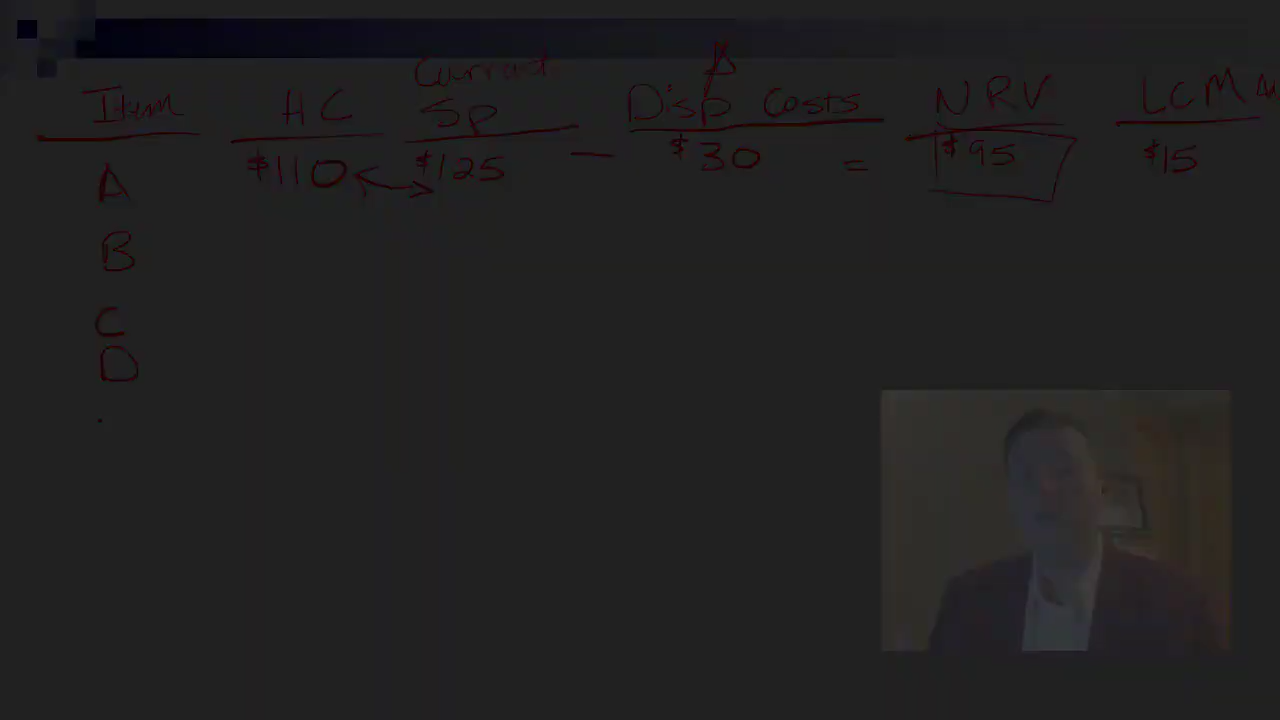 Item HC Current Sp Disp Costs NRV LCM
A $110 $125 – $30 = $95 $15
B
C
D